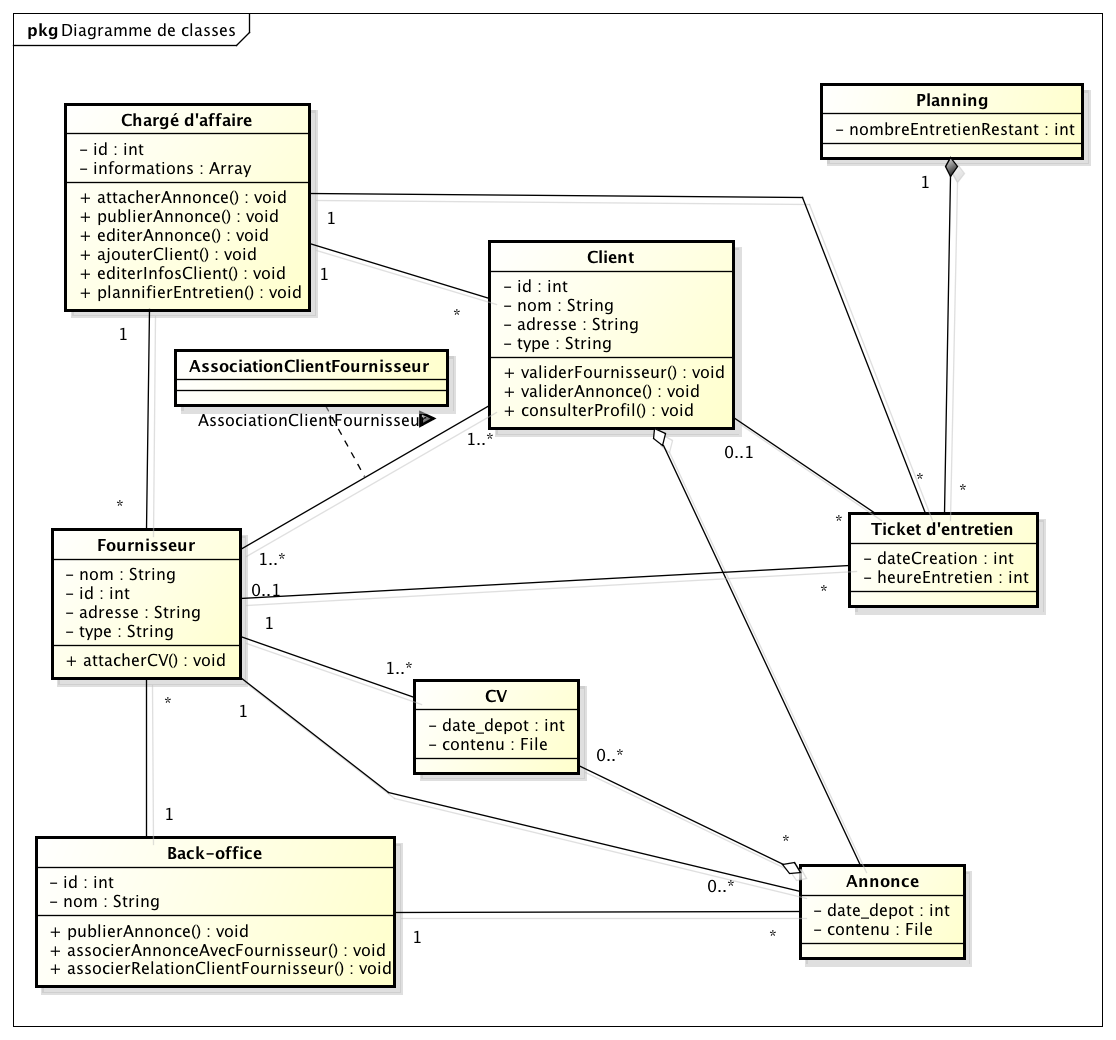 pkg Diagramme de classes
Planning
- nombreEntretienRestant : int
1
Chargé d'affaire
- id : int
- informations : Array
+ attacherAnnonce() : void
+ publierAnnonce() : void
+ editerAnnonce() : void
+ ajouterClient() : void
+ editerInfosClient() : void
+ plannifierEntretien() : void
1
1
*
1
Client
- id : int
- nom : String
- adresse : String
- type : String
+ validerFournisseur() : void
+ validerAnnonce() : void
+ consulterProfil() : void
AssociationClientFournisseur
AssociationClientFournisseur
1..*
0..1
*
*
*
*
Ticket d'entretien
- dateCreation : int
- heureEntretien : int
*
Fournisseur
- nom : String
- id : int
- adresse : String
- type : String
+ attacherCV() : void
1..*
0..1
1
1..*
*
1
CV
- date_depot : int
- contenu : File
0..*
*
1
Back-office
- id : int
- nom : String
+ publierAnnonce() : void
+ associerAnnonceAvecFournisseur() : void
+ associerRelationClientFournisseur() : void
1
0..*
*
Annonce
- date_depot : int
- contenu : File